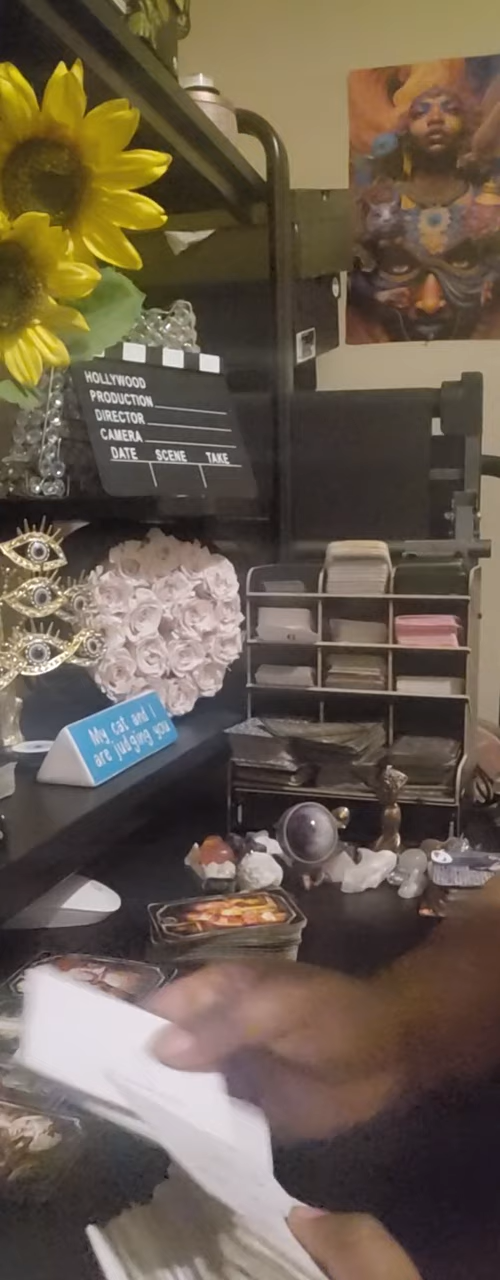 HOLLYWOOD
PRODUCTION
DIRECTOR
CAMERA
DATE SCENE TAKE
My cat and I
are judging you